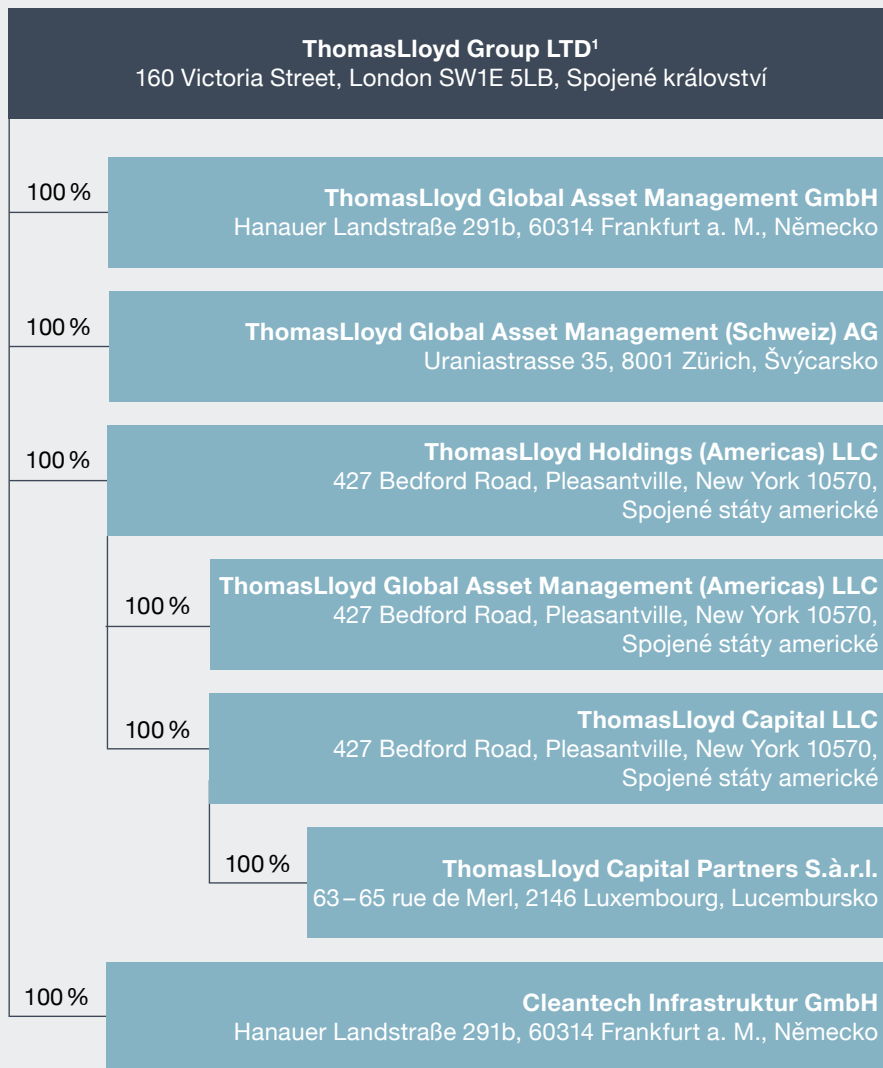 ThomasLloyd Group LTD¹
160 Victoria Street, London SW1E 5LB, Spojené království
100 %
ThomasLloyd Global Asset Management GmbH
Hanauer Landstraße 291b, 60314 Frankfurt a. M., Německo
100 %
ThomasLloyd Global Asset Management (Schweiz) AG
Uraniastrasse 35, 8001 Zürich, Švýcarsko
100 %
ThomasLloyd Holdings (Americas) LLC
427 Bedford Road, Pleasantville, New York 10570,
Spojené státy americké
100 %
ThomasLloyd Global Asset Management (Americas) LLC
427 Bedford Road, Pleasantville, New York 10570,
Spojené státy americké
100 %
ThomasLloyd Capital LLC
427 Bedford Road, Pleasantville, New York 10570,
Spojené státy americké
100 %
ThomasLloyd Capital Partners S.à.r.l.
63–65 rue de Merl, 2146 Luxembourg, Lucembursko
100 %
Cleantech Infrastruktur GmbH
Hanauer Landstraße 291b, 60314 Frankfurt a. M., Německo